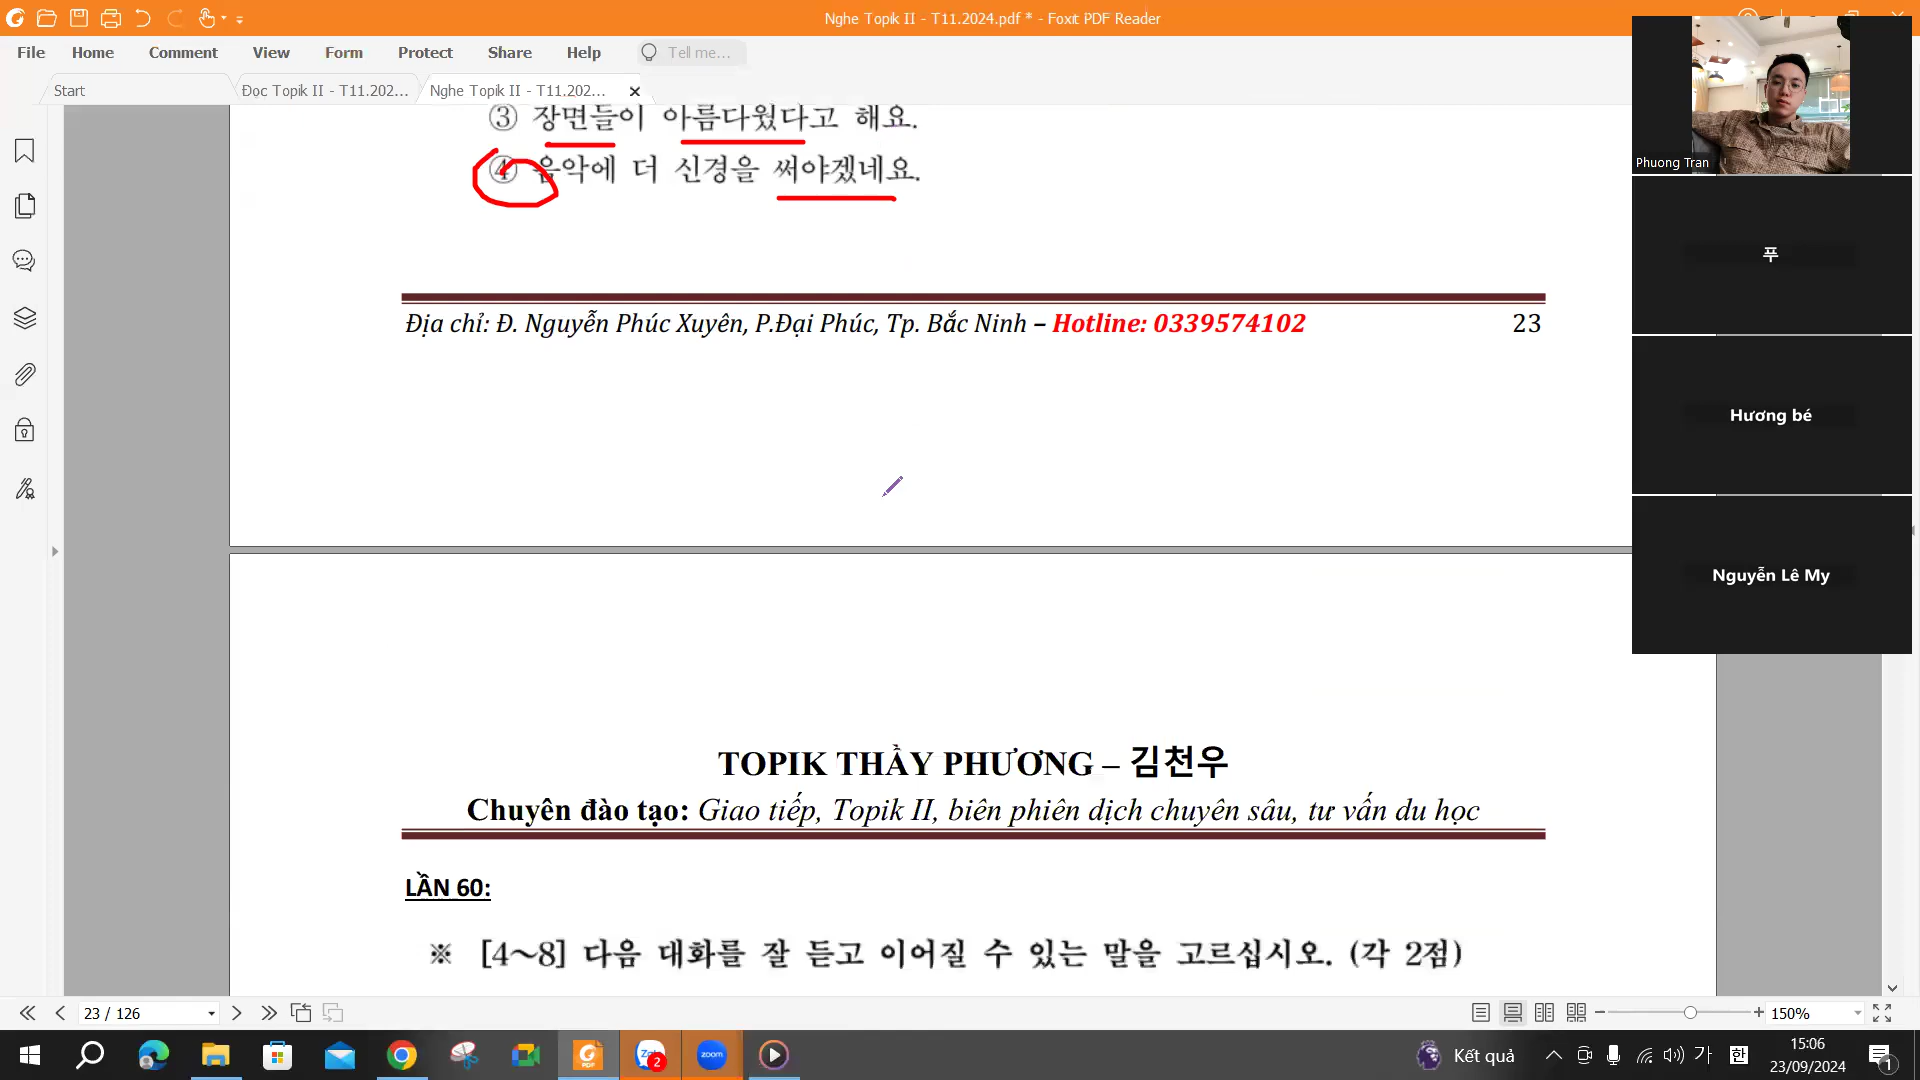 Nghe Topik II - T11.2024.pdf * - Foxit PDF Reader
File Home Comment View Form Protect Share Help Tell me...
Start Đọc Topik II - T11.202... Nghe Topik II - T11.202...
③ 장면들이 아름다웠다고 해요.
④ 음악에 더 신경을 써야겠네요.
Địa chỉ: Đ. Nguyễn Phúc Xuyên, P.Đại Phúc, Tp. Bắc Ninh – Hotline: 0339574102 23
TOPIK THẦY PHƯƠNG – 김천우
Chuyên đào tạo: Giao tiếp, Topik II, biên phiên dịch chuyên sâu, tư vấn du học
LẦN 60:
※ [4～8] 다음 대화를 잘 듣고 이어질 수 있는 말을 고르십시오. (각 2점)
Phuong Tran
푸
Hương bé
Nguyễn Lê My
23 / 126
150%
PDF
2
zoom
Kết quả
가
한
15:06
23/09/2024
1